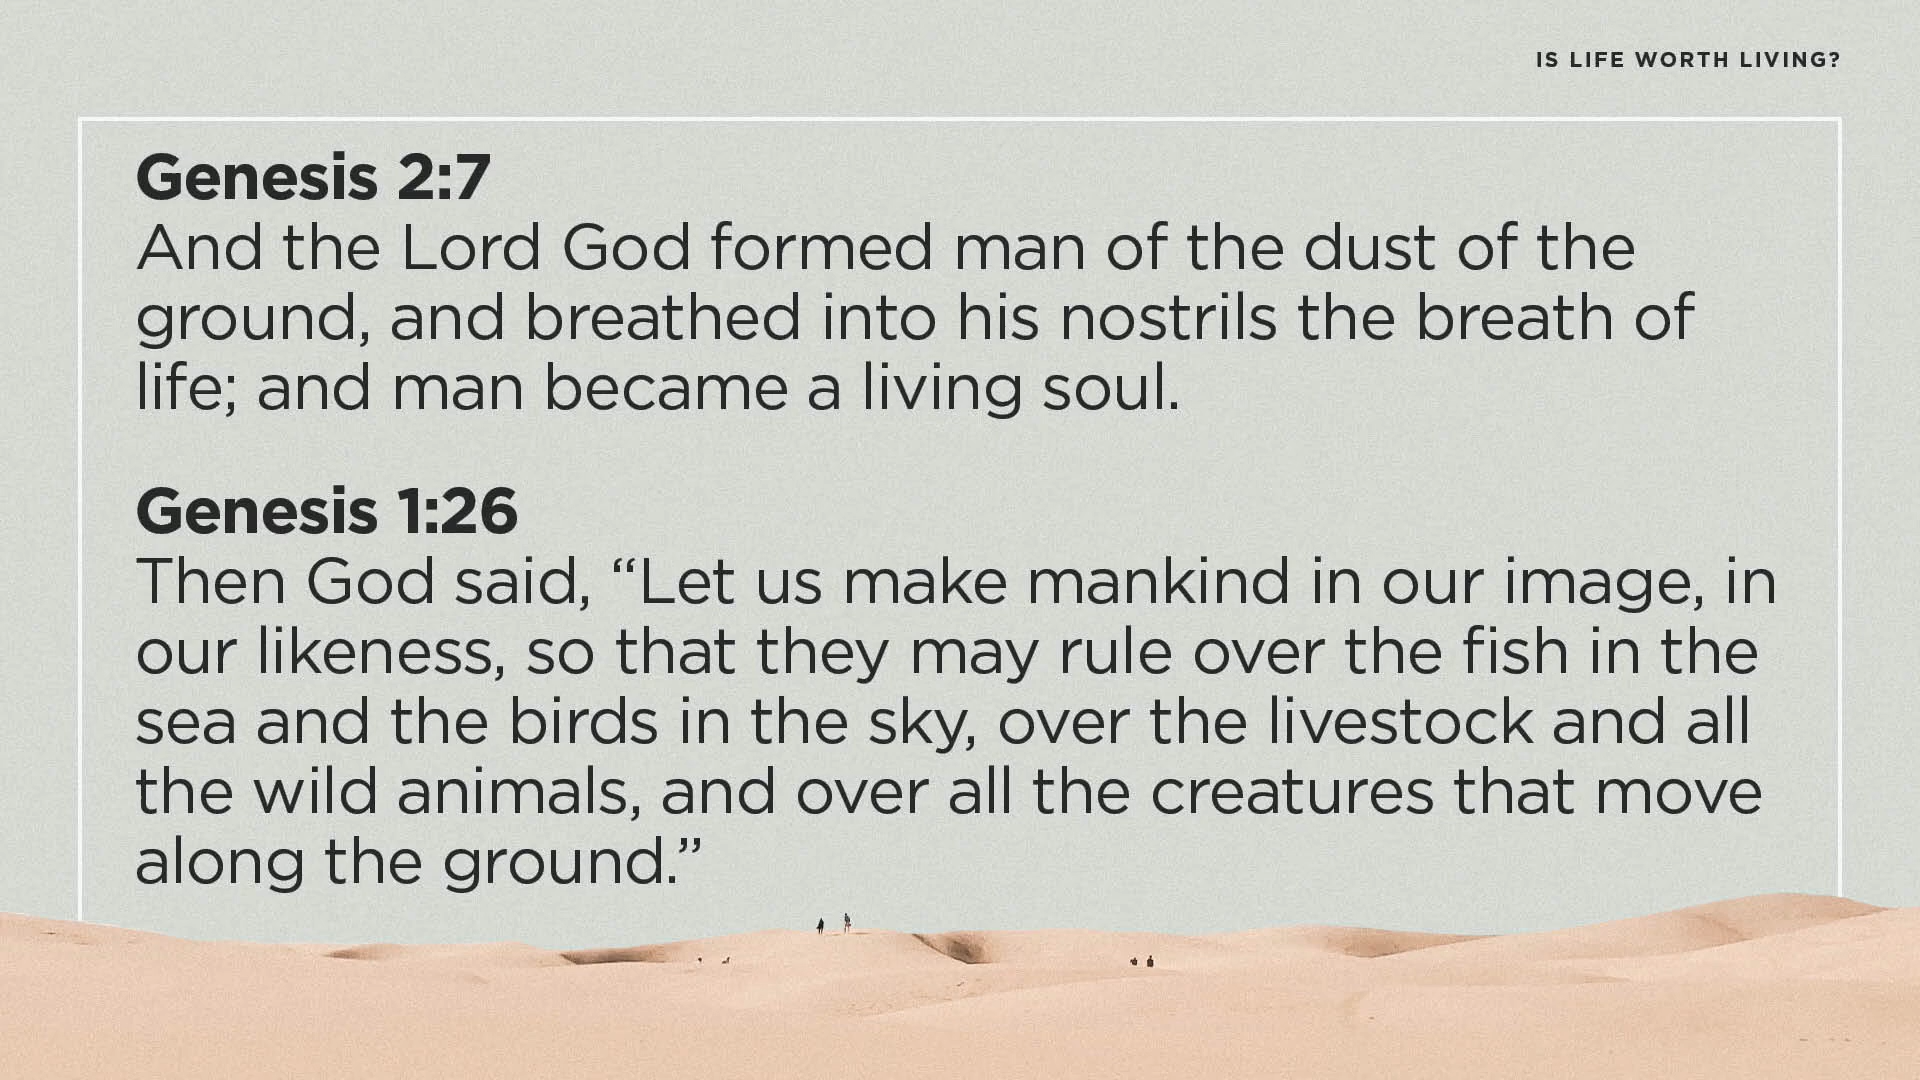 IS LIFE WORTH LIVING?
Genesis 2:7
And the Lord God formed man of the dust of the
ground, and breathed into his nostrils the breath of
life; and man became a living soul.
Genesis 1:26
Then God said, “Let us make mankind in our image, in
our likeness, so that they may rule over the fish in the
sea and the birds in the sky, over the livestock and all
the wild animals, and over all the creatures that move
along the ground.”